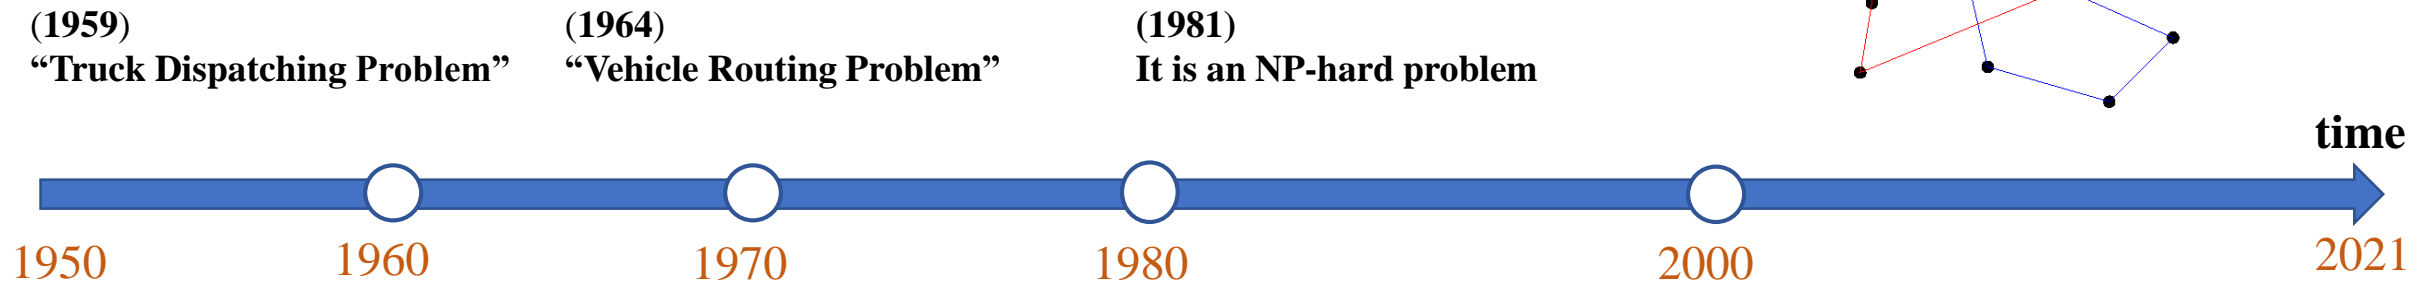 (1959)
“Truck Dispatching Problem”
(1964)
“Vehicle Routing Problem”
(1981)
It is an NP-hard problem
time
1950
1960
1970
1980
2000
2021